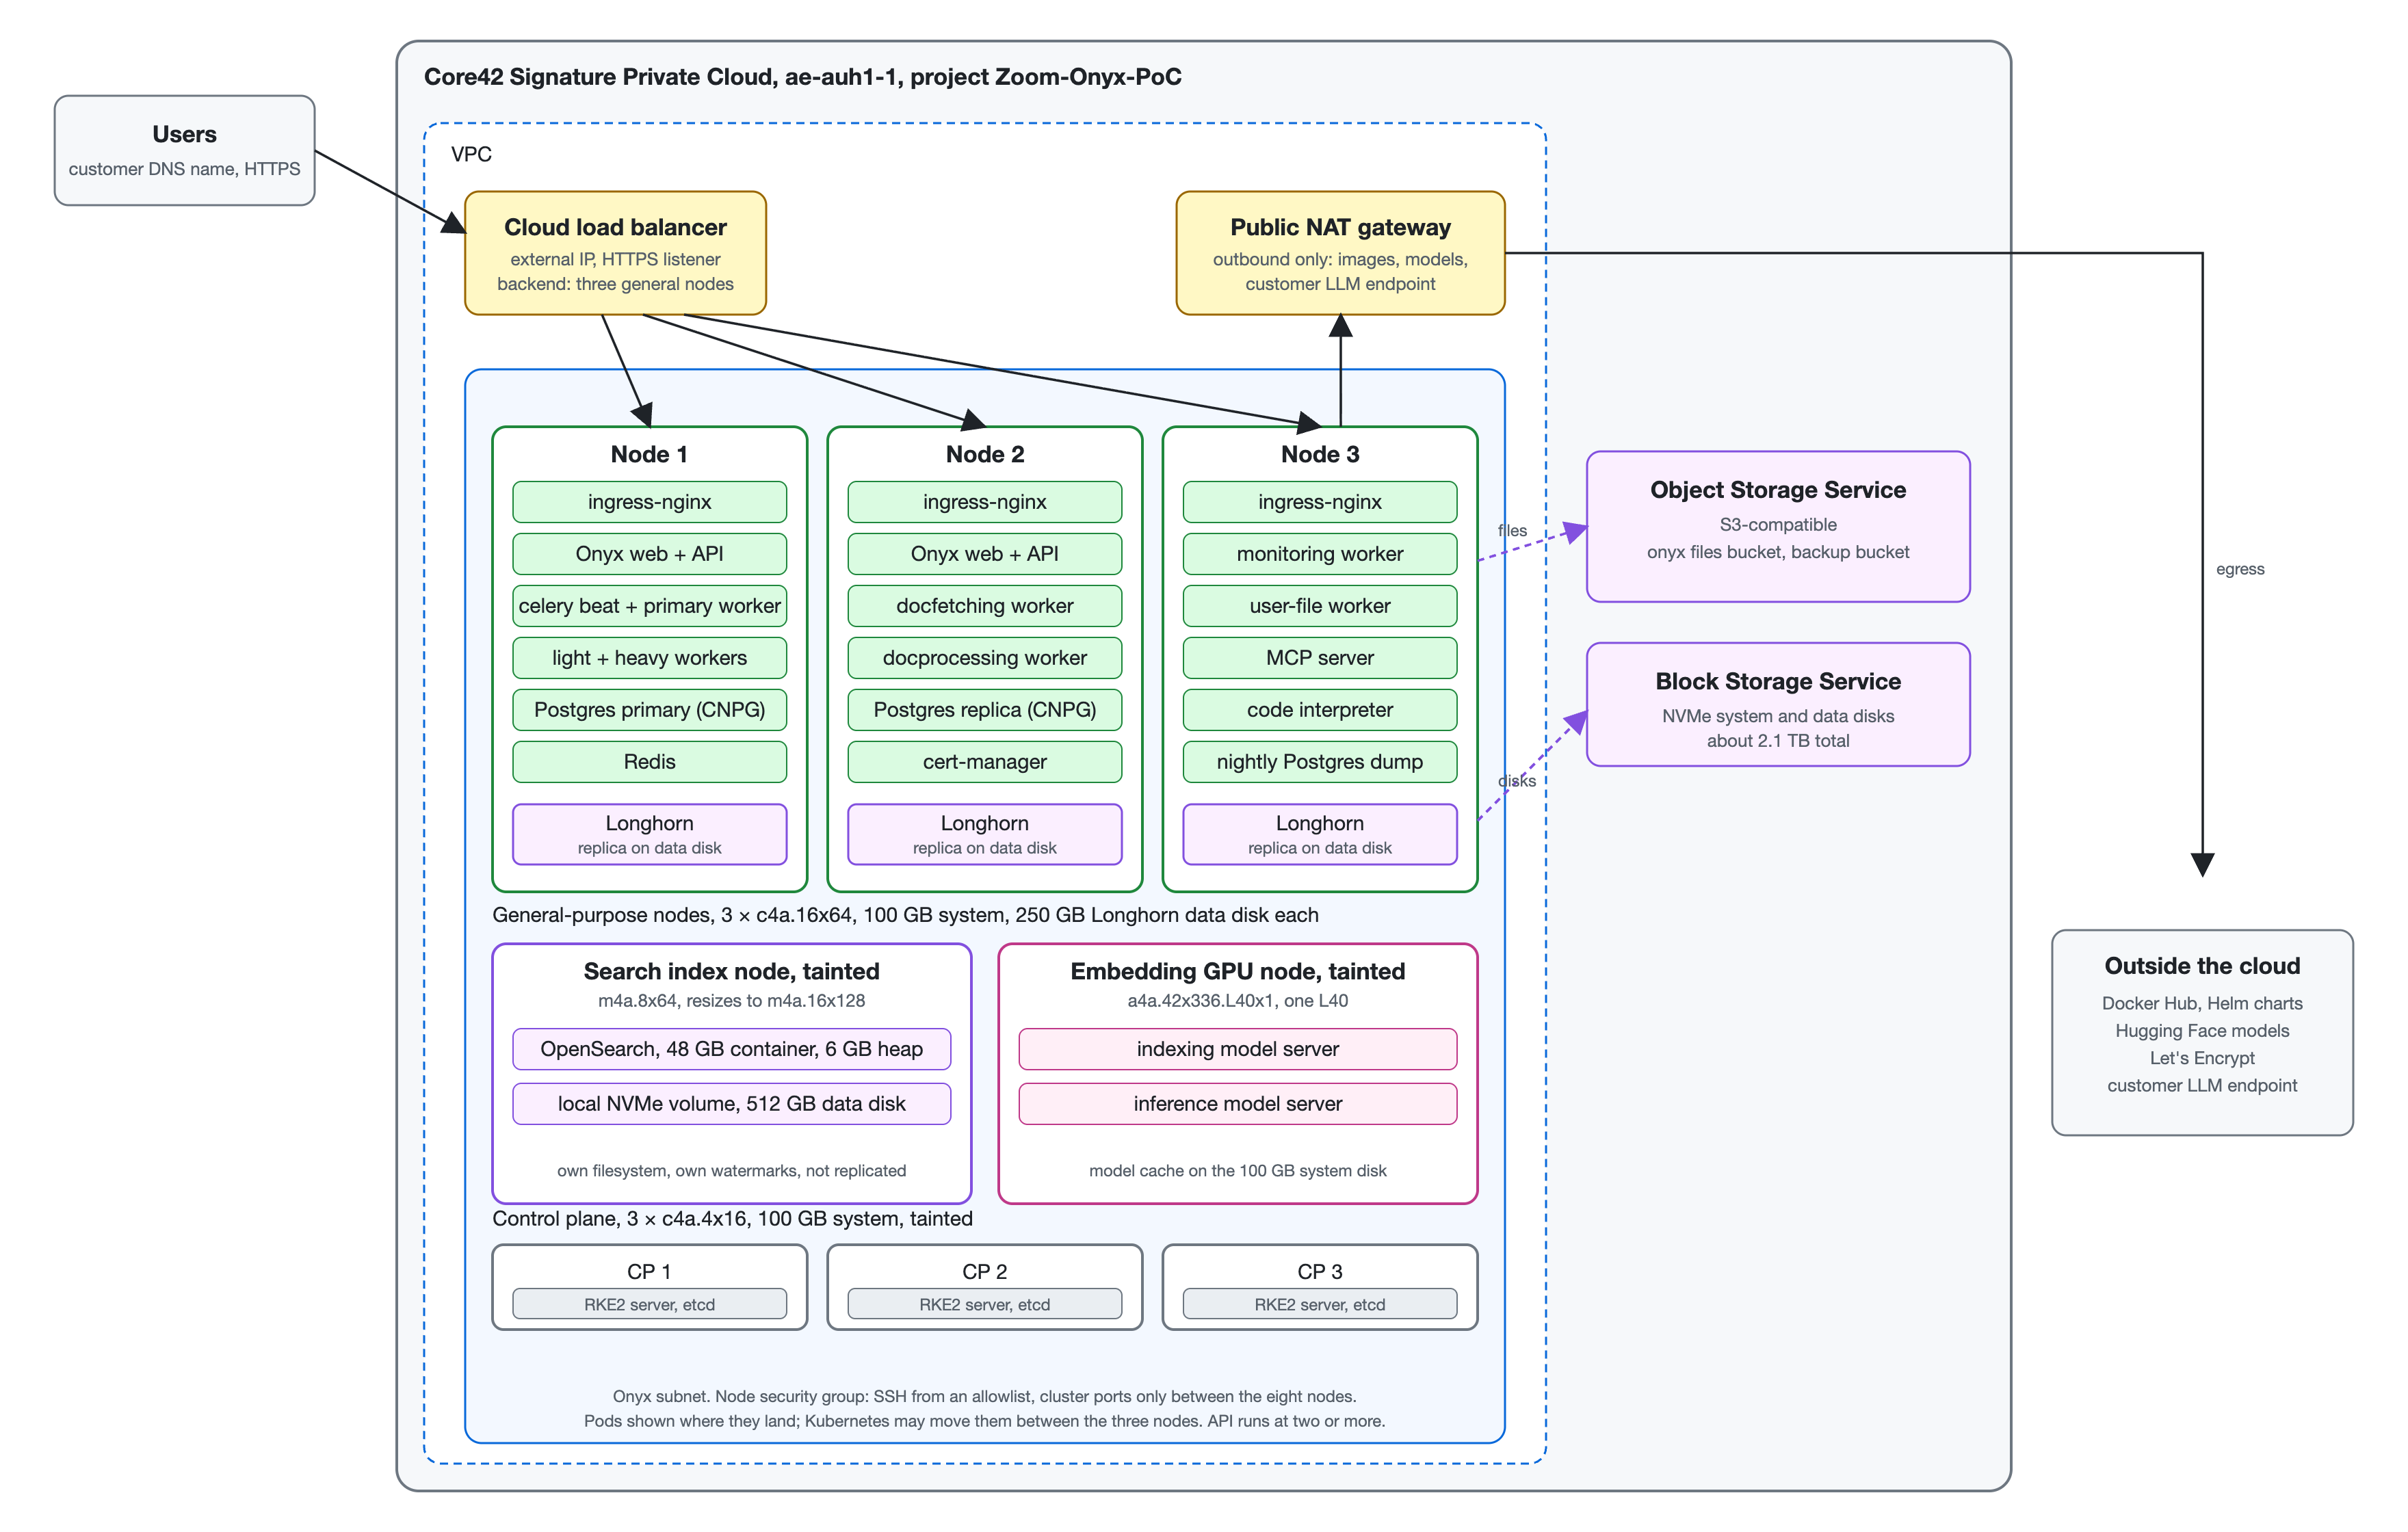 Core42 Signature Private Cloud, ae-auh1-1, project Zoom-Onyx-PoC
Users
customer DNS name, HTTPS
VPC
Cloud load balancer
external IP, HTTPS listener
backend: three general nodes
Public NAT gateway
outbound only: images, models,
customer LLM endpoint
Node 1
ingress-nginx
Onyx web + API
celery beat + primary worker
light + heavy workers
Postgres primary (CNPG)
Redis
Longhorn
replica on data disk
Node 2
ingress-nginx
Onyx web + API
docfetching worker
docprocessing worker
Postgres replica (CNPG)
cert-manager
Longhorn
replica on data disk
Node 3
ingress-nginx
monitoring worker
user-file worker
MCP server
code interpreter
nightly Postgres dump
Longhorn
replica on data disk
files
disks
Object Storage Service
S3-compatible
onyx files bucket, backup bucket
Block Storage Service
NVMe system and data disks
about 2.1 TB total
egress
General-purpose nodes, 3 × c4a.16x64, 100 GB system, 250 GB Longhorn data disk each
Search index node, tainted
m4a.8x64, resizes to m4a.16x128
OpenSearch, 48 GB container, 6 GB heap
local NVMe volume, 512 GB data disk
own filesystem, own watermarks, not replicated
Embedding GPU node, tainted
a4a.42x336.L40x1, one L40
indexing model server
inference model server
model cache on the 100 GB system disk
Outside the cloud
Docker Hub, Helm charts
Hugging Face models
Let's Encrypt
customer LLM endpoint
Control plane, 3 × c4a.4x16, 100 GB system, tainted
CP 1
RKE2 server, etcd
CP 2
RKE2 server, etcd
CP 3
RKE2 server, etcd
Onyx subnet. Node security group: SSH from an allowlist, cluster ports only between the eight nodes.
Pods shown where they land; Kubernetes may move them between the three nodes. API runs at two or more.